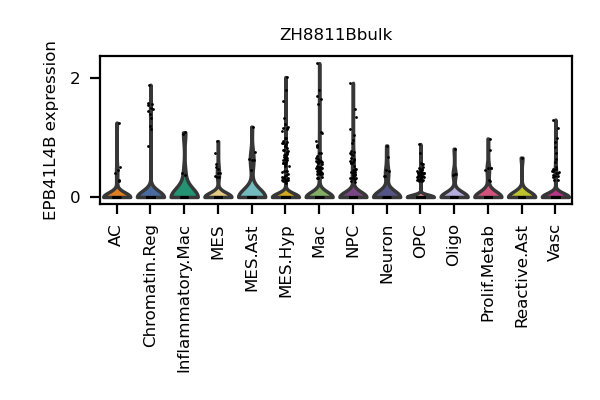 ZH8811Bbulk
EPB41L4B expression
2
0
AC
Chromatin.Reg
Inflammatory.Mac
MES
MES.Ast
MES.Hyp
Mac
NPC
Neuron
OPC
Oligo
Prolif.Metab
Reactive.Ast
Vasc